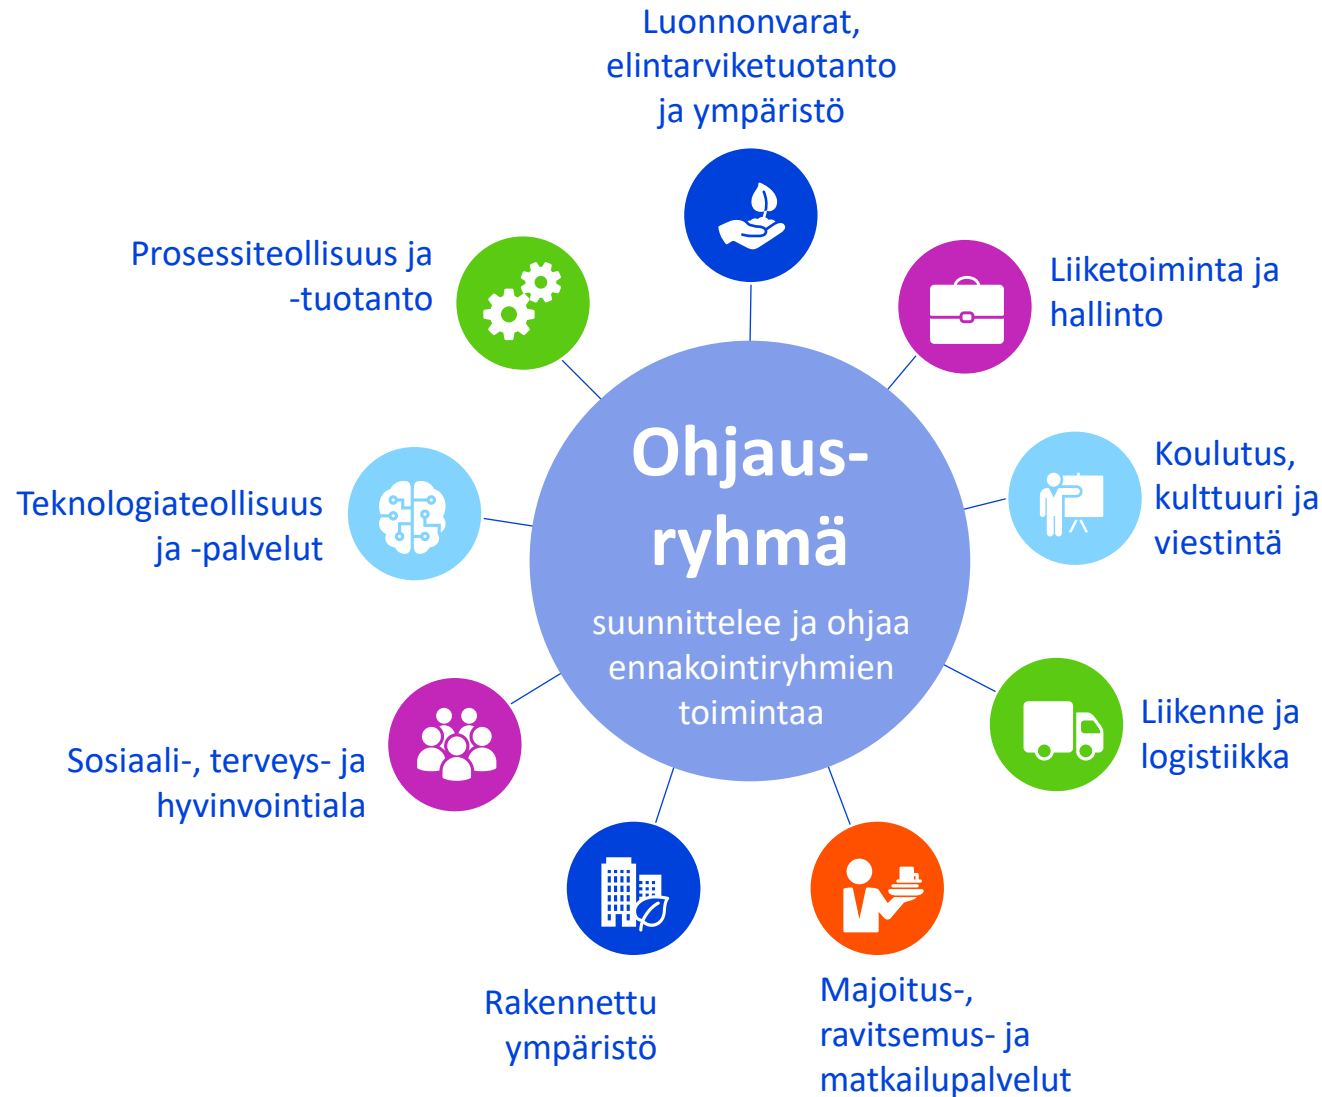 Luonnonvarat,
elintarviketuotanto
ja ympäristö
Prosessiteollisuus ja
-tuotanto
Liiketoiminta ja
hallinto
Ohjaus-
ryhmä
suunnittelee ja ohjaa
ennakointiryhmien
toimintaa
Koulutus,
kulttuuri ja
viestintä
Teknologiateollisuus
ja -palvelut
Liikenne ja
logistiikka
Sosiaali-, terveys- ja
hyvinvointiala
Rakennettu
ympäristö
Majoitus-,
ravitsemus- ja
matkailupalvelut